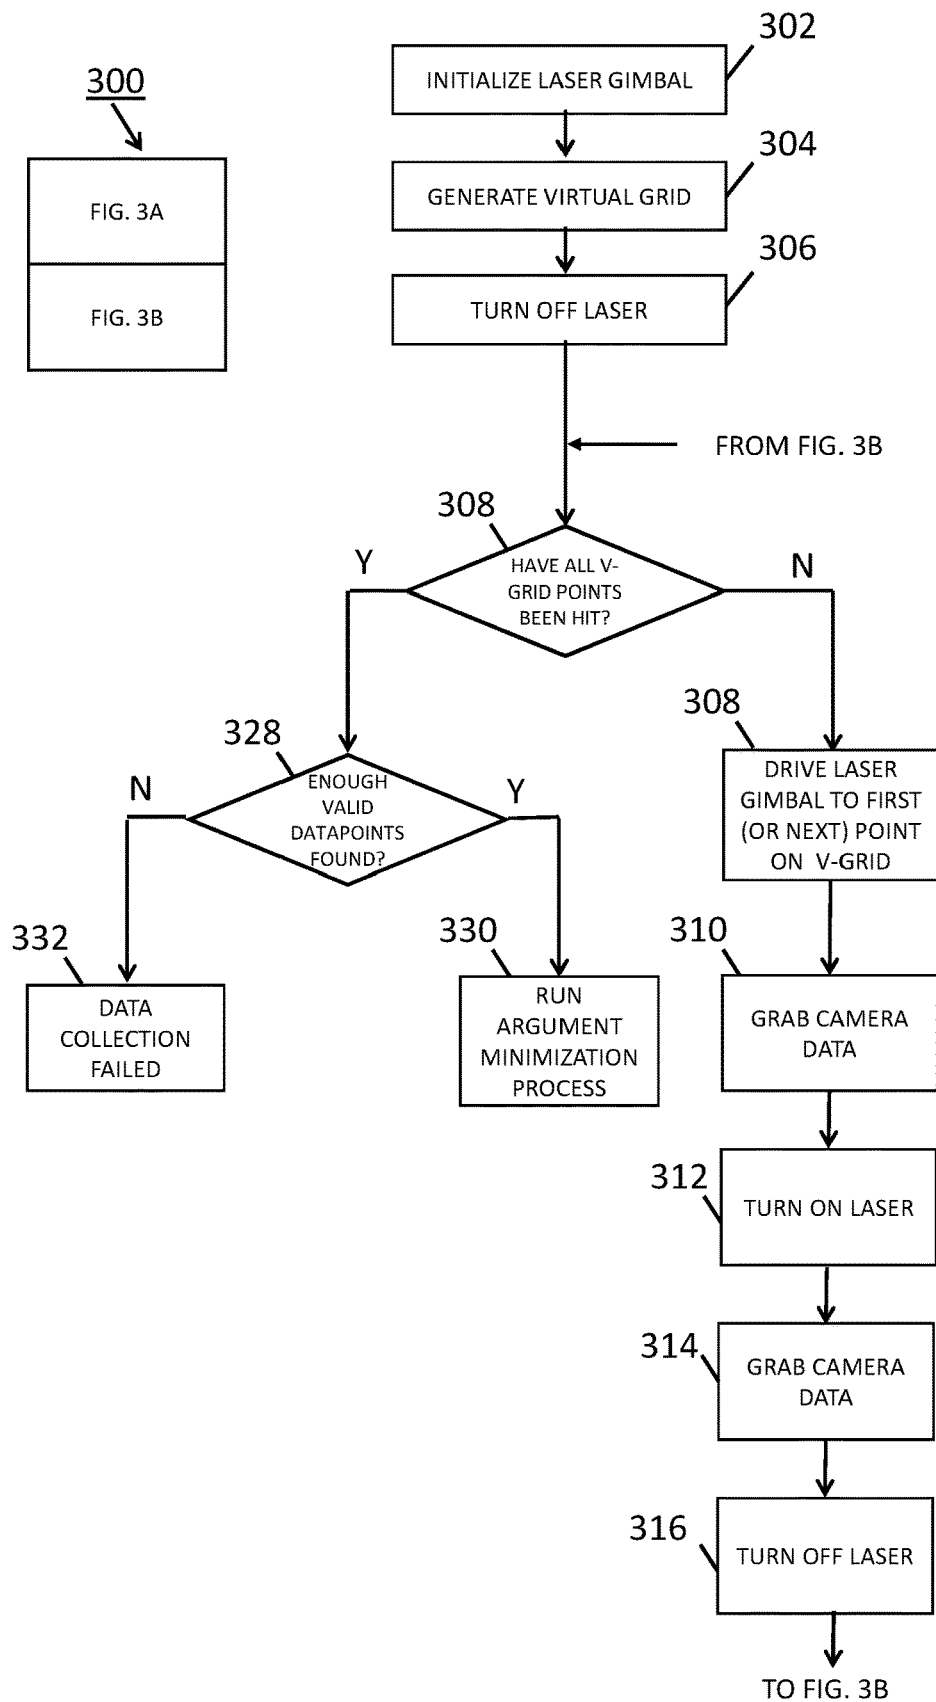 302
INITIALIZE LASER GIMBAL
300
304
GENERATE VIRTUAL GRID
FIG. 3A
306
TURN OFF LASER
FIG. 3B
FROM FIG. 3B
308
Y
N
HAVE ALL V-
GRID POINTS
BEEN HIT?
328
N
Y
ENOUGH
VALID
DATAPOINTS
FOUND?
308
DRIVE LASER
GIMBAL TO FIRST
(OR NEXT) POINT
ON V-GRID
332
DATA
COLLECTION
FAILED
330
RUN
ARGUMENT
MINIMIZATION
PROCESS
310
GRAB CAMERA
DATA
312
TURN ON LASER
314
GRAB CAMERA
DATA
316
TURN OFF LASER
TO FIG. 3B